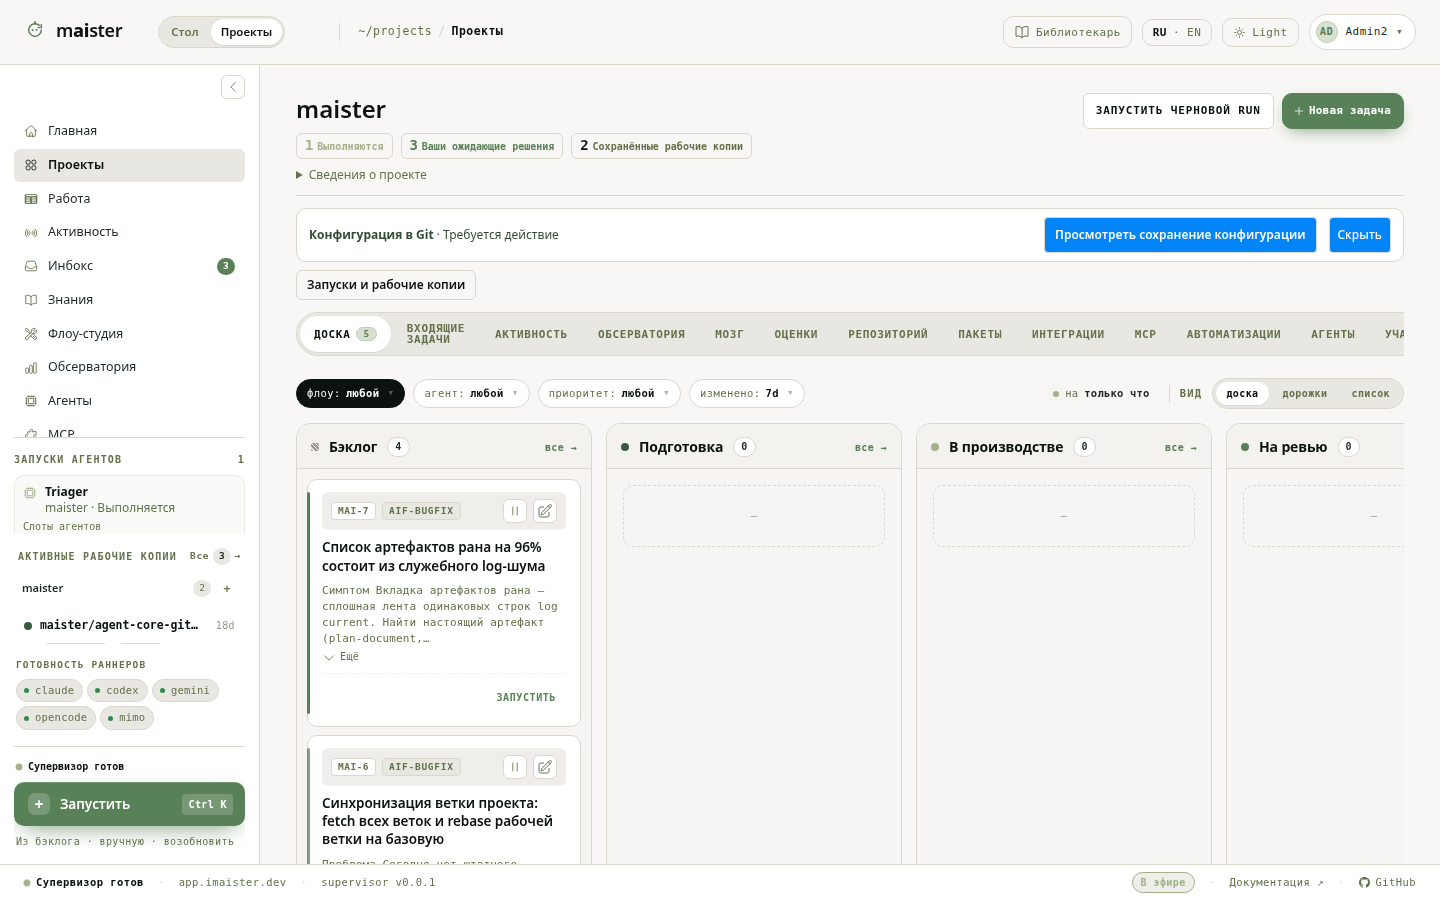 maister
Стол Проекты
~/projects / Проекты
Библиотекарь
RU · EN
Light
AD Admin2
Главная
Проекты
Работа
Активность
Инбокс 3
Знания
Флоу-студия
Обсерватория
Агенты
MCP
ЗАПУСКИ АГЕНТОВ 1
Triager
maister · Выполняется
Слоты агентов
АКТИВНЫЕ РАБОЧИЕ КОПИИ Все 3 →
maister 2 +
maister/agent-core-git… 18d
ГОТОВНОСТЬ РАННЕРОВ
claude codex gemini
opencode mimo
Супервизор готов
+ Запустить Ctrl K
Из бэклога · вручную · возобновить
maister
ЗАПУСТИТЬ ЧЕРНОВОЙ RUN
+ Новая задача
1 Выполняются
3 Ваши ожидающие решения
2 Сохранённые рабочие копии
Сведения о проекте
Конфигурация в Git · Требуется действие
Просмотреть сохранение конфигурации
Скрыть
Запуски и рабочие копии
ДОСКА 5
ВХОДЯЩИЕ
ЗАДАЧИ
АКТИВНОСТЬ
ОБСЕРВАТОРИЯ
МОЗГ
ОЦЕНКИ
РЕПОЗИТОРИЙ
ПАКЕТЫ
ИНТЕГРАЦИИ
MCP
АВТОМАТИЗАЦИИ
АГЕНТЫ
УЧА
флоу: любой
агент: любой
приоритет: любой
изменено: 7d
на только что
ВИД
доска дорожки список
Бэклог 4 все →
Подготовка 0 все →
В производстве 0 все →
На ревью 0
MAI-7 AIF-BUGFIX
Список артефактов рана на 96%
состоит из служебного log-шума
Симптом Вкладка артефактов рана —
сплошная лента одинаковых строк log
current. Найти настоящий артефакт
(plan-document,…
Ещё
ЗАПУСТИТЬ
MAI-6 AIF-BUGFIX
Синхронизация ветки проекта:
fetch всех веток и rebase рабочей
ветки на базовую
Проблема Сегодня нет штатного
—
—
—
Супервизор готов · app.imaister.dev · supervisor v0.0.1
В эфире · Документация ↗ · GitHub